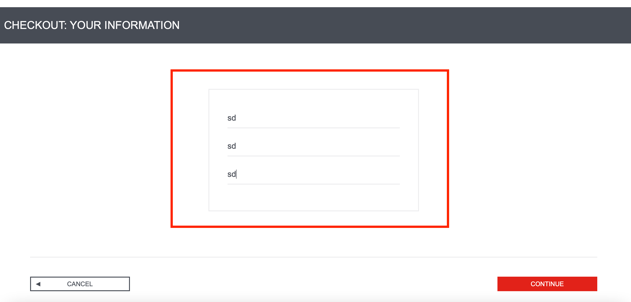 CHECKOUT: YOUR INFORMATION
sd
sd
sd
CANCEL
CONTINUE